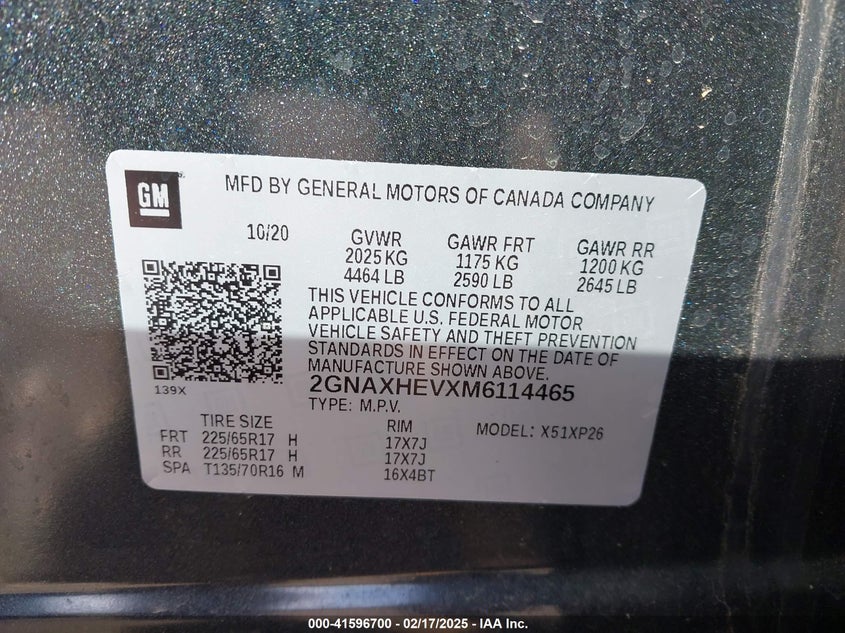 GM
MFD BY GENERAL MOTORS OF CANADA COMPANY
10/20 GVWR GAWR FRT GAWR RR
2025 KG 1175 KG 1200 KG
4464 LB 2590 LB 2645 LB
THIS VEHICLE CONFORMS TO ALL
APPLICABLE U.S. FEDERAL MOTOR
VEHICLE SAFETY AND THEFT PREVENTION
STANDARDS IN EFFECT ON THE DATE OF
MANUFACTURE SHOWN ABOVE.
139X 2GNAXHEVXM6114465
TYPE: M.P.V.
TIRE SIZE RIM MODEL: X51XP26
FRT 225/65R17 H 17X7J
RR 225/65R17 H 17X7J
SPA T135/70R16 M 16X4BT
000-41596700 - 02/17/2025 - IAA Inc.